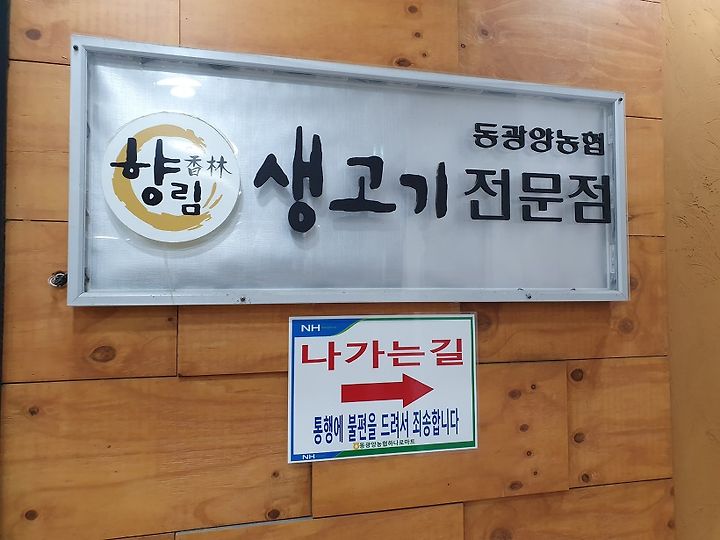 향림 香林
동광양농협
생고기 전문점
NH
나가는길
통행에 불편을 드려서 죄송합니다
동광양농협하나로마트
NH